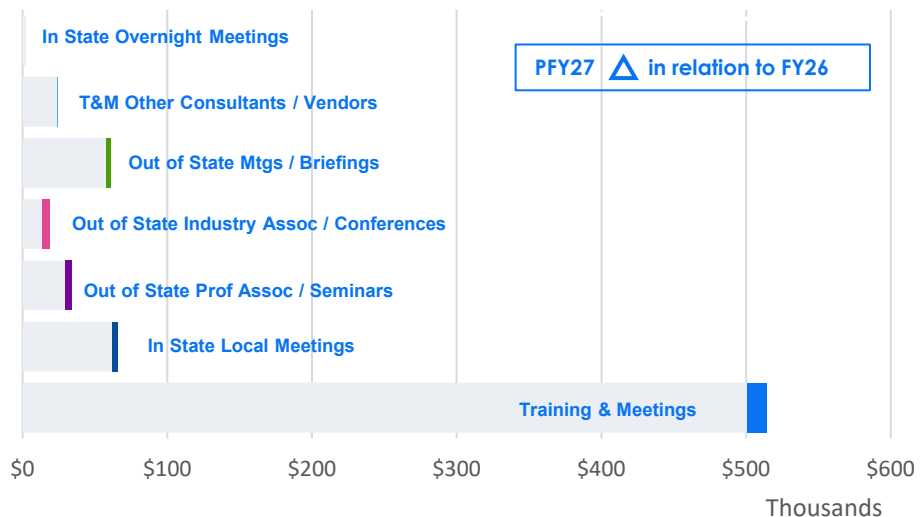 In State Overnight Meetings
PFY27 △ in relation to FY26
T&M Other Consultants / Vendors
Out of State Mtgs / Briefings
Out of State Industry Assoc / Conferences
Out of State Prof Assoc / Seminars
In State Local Meetings
Training & Meetings
$0 $100 $200 $300 $400 $500 $600
Thousands